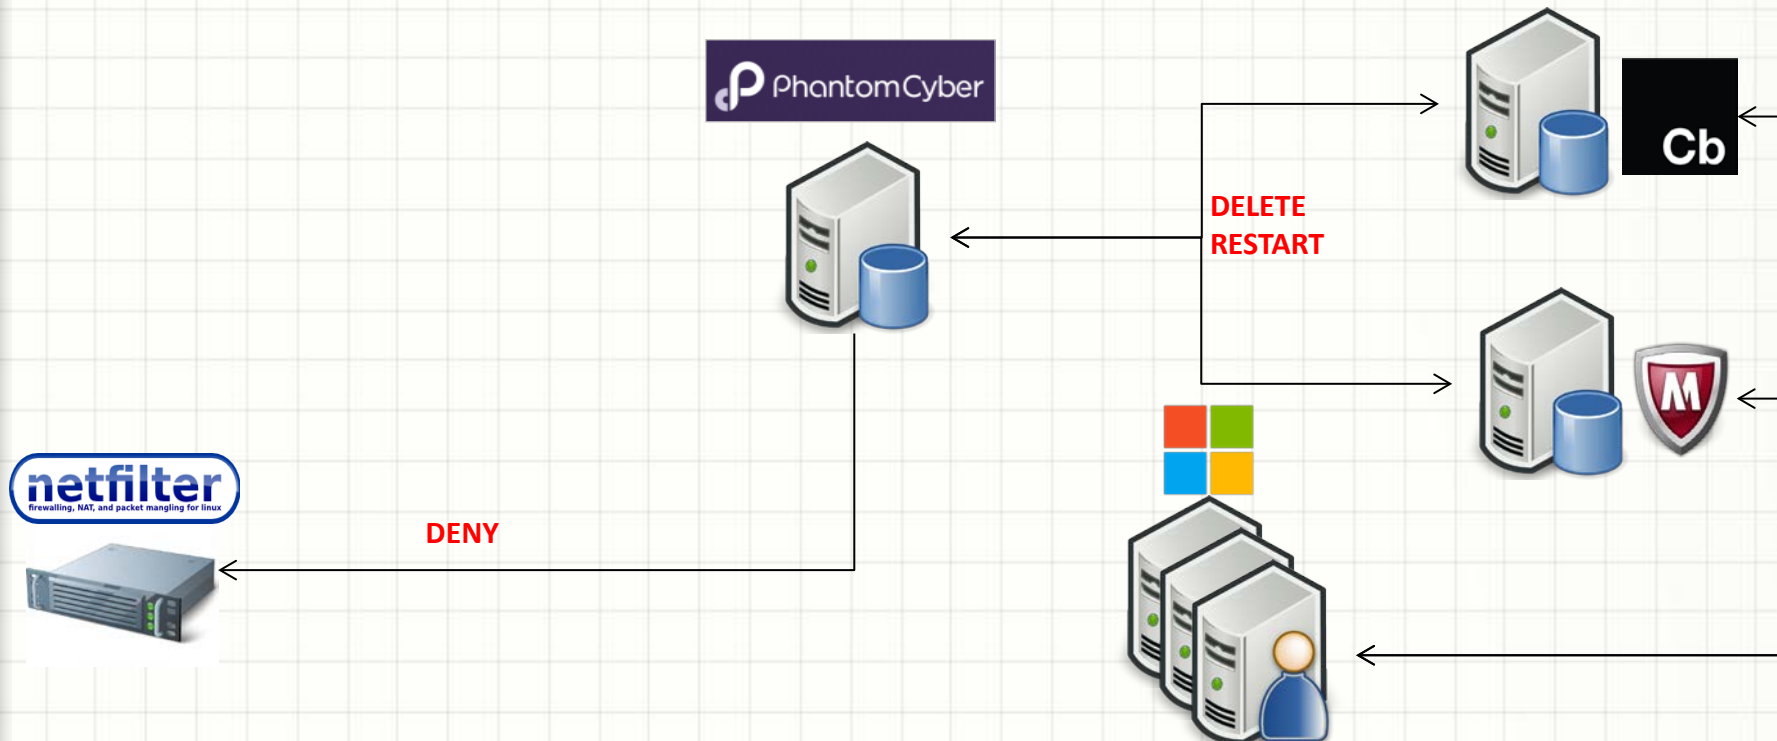 PhantomCyber
Cb
DELETE
RESTART
M
netfilter
firewalling, NAT, and packet mangling for linux
DENY